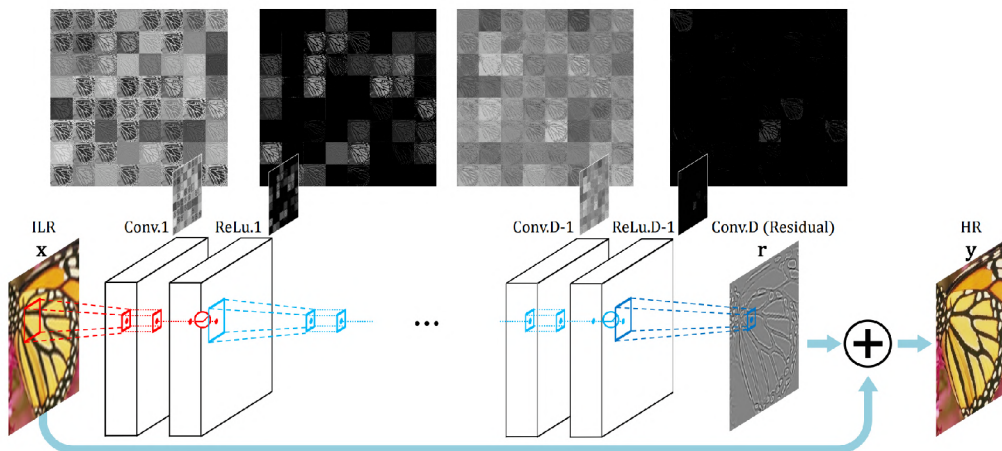 ILR
x
Conv.1
ReLu.1
...
Conv.D-1
ReLu.D-1
Conv.D (Residual)
r
HR
y